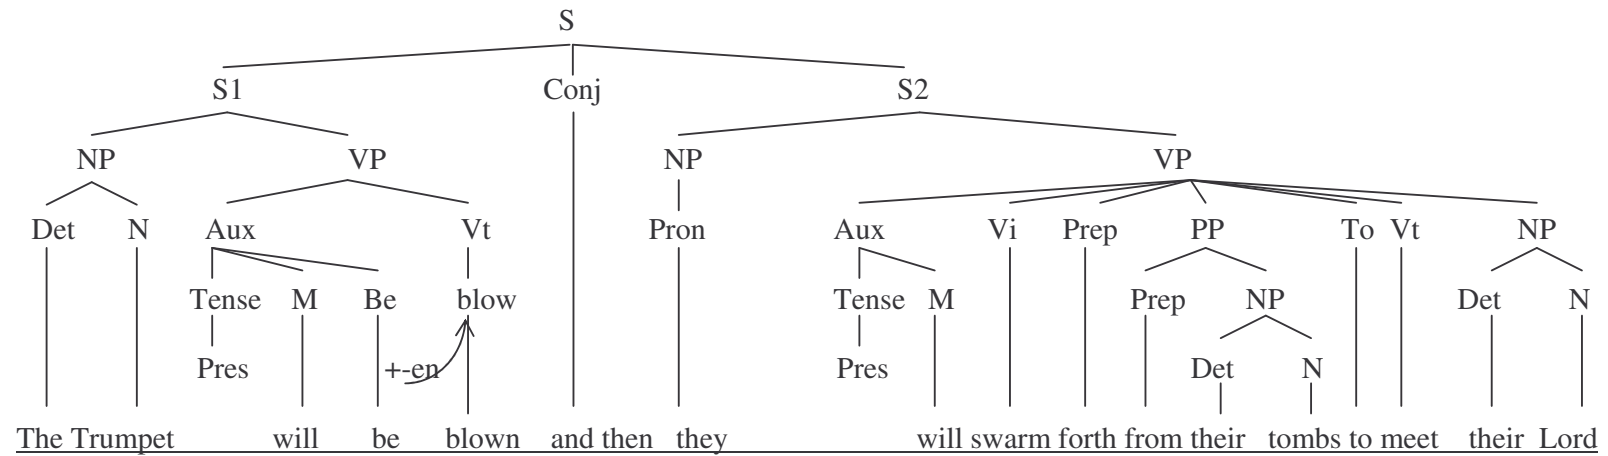 S
S1 Conj S2
NP VP NP VP
Det N Aux Vt Pron Aux Vi Prep PP To Vt NP
Tense M Be blow Tense M Prep NP Det N
Pres +-en Pres Det N
The Trumpet will be blown and then they will swarm forth from their tombs to meet their Lord